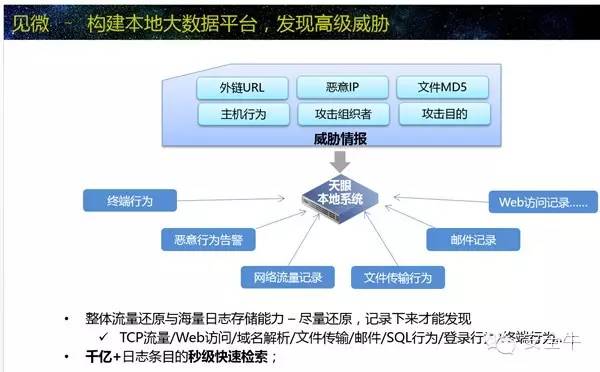 见微 - 构建本地大数据平台，发现高级威胁
外链URL 恶意IP 文件MD5
主机行为 攻击组织者 攻击目的
威胁情报
天眼
本地系统
终端行为
Web访问记录......
恶意行为告警
邮件记录
网络流量记录
文件传输行为
• 整体流量还原与海量日志存储能力 – 尽量还原，记录下来才能发现
✓ TCP流量/Web访问/域名解析/文件传输/邮件/SQL行为/登录行为/终端行为...
• 千亿+日志条目的秒级快速检索；
安全牛